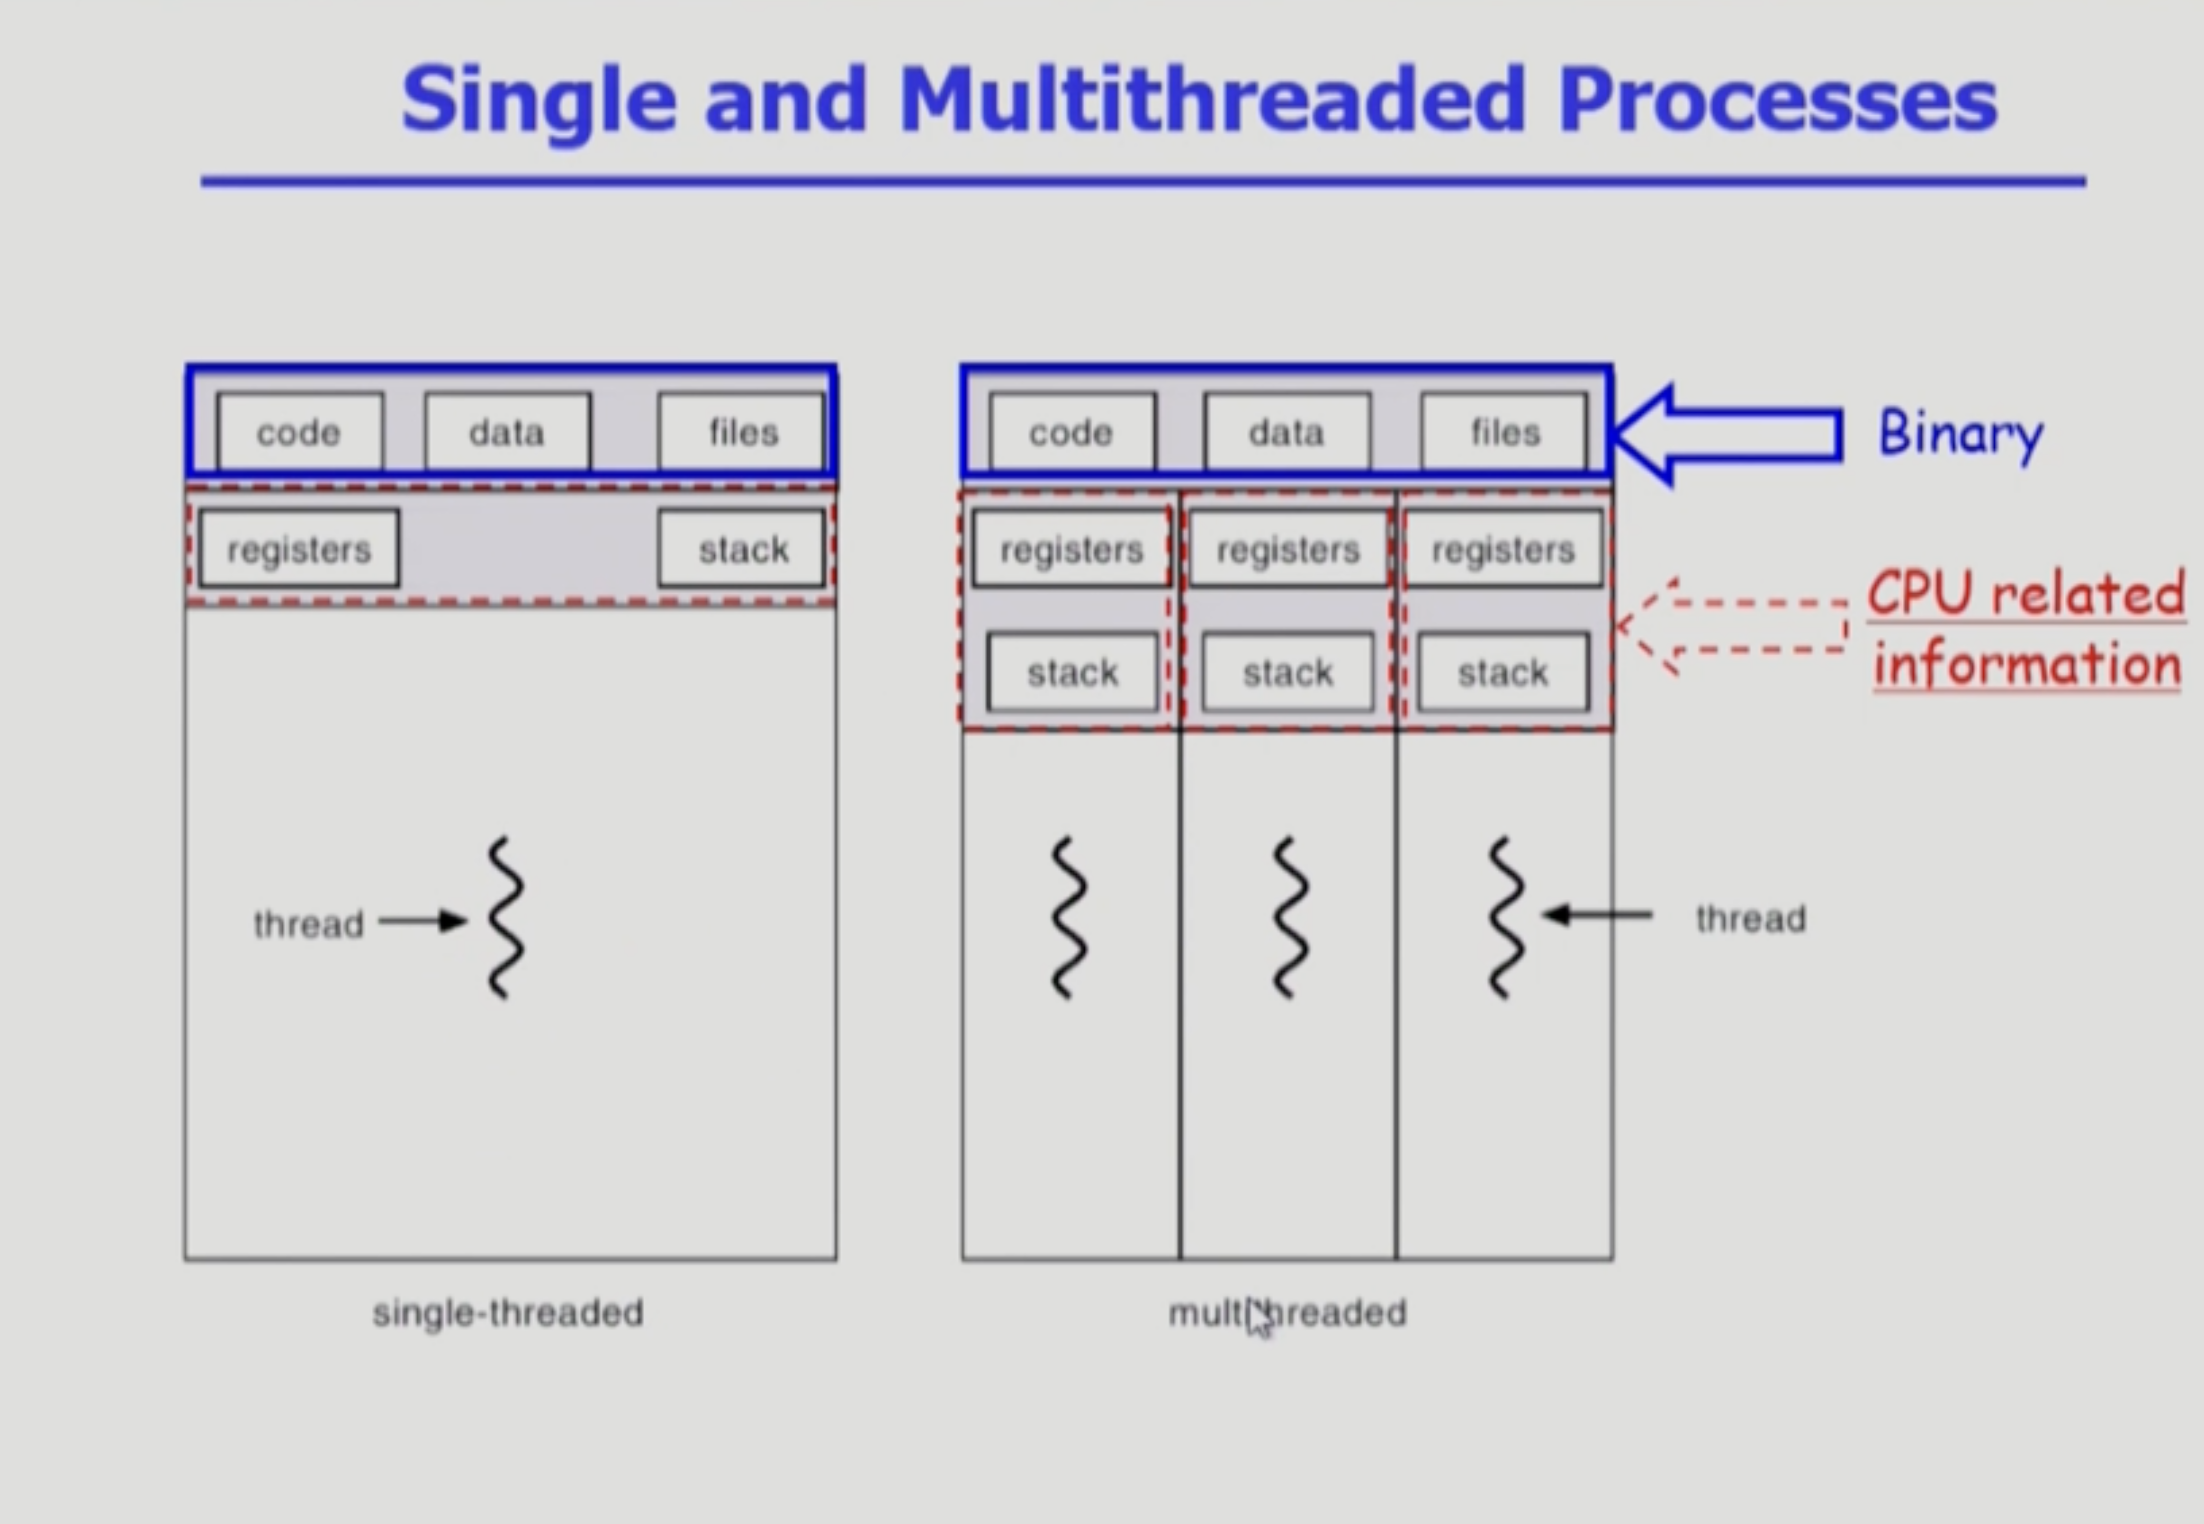 Single and Multithreaded Processes
code data files
code data files
Binary
registers stack
registers registers registers
CPU related
information
stack stack stack
thread
thread
single-threaded
multithreaded